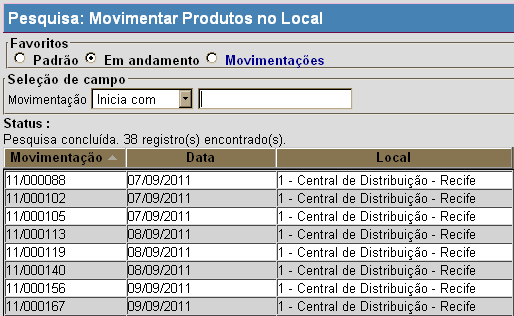 Pesquisa: Movimentar Produtos no Local
Favoritos
Padrão Em andamento Movimentações
Seleção de campo
Movimentação Inicia com
Status :
Pesquisa concluída. 38 registro(s) encontrado(s).
Movimentação Data Local
11/000088 07/09/2011 1 - Central de Distribuição - Recife
11/000102 07/09/2011 1 - Central de Distribuição - Recife
11/000105 07/09/2011 1 - Central de Distribuição - Recife
11/000113 08/09/2011 1 - Central de Distribuição - Recife
11/000119 08/09/2011 1 - Central de Distribuição - Recife
11/000140 08/09/2011 1 - Central de Distribuição - Recife
11/000156 09/09/2011 1 - Central de Distribuição - Recife
11/000167 09/09/2011 1 - Central de Distribuição - Recife